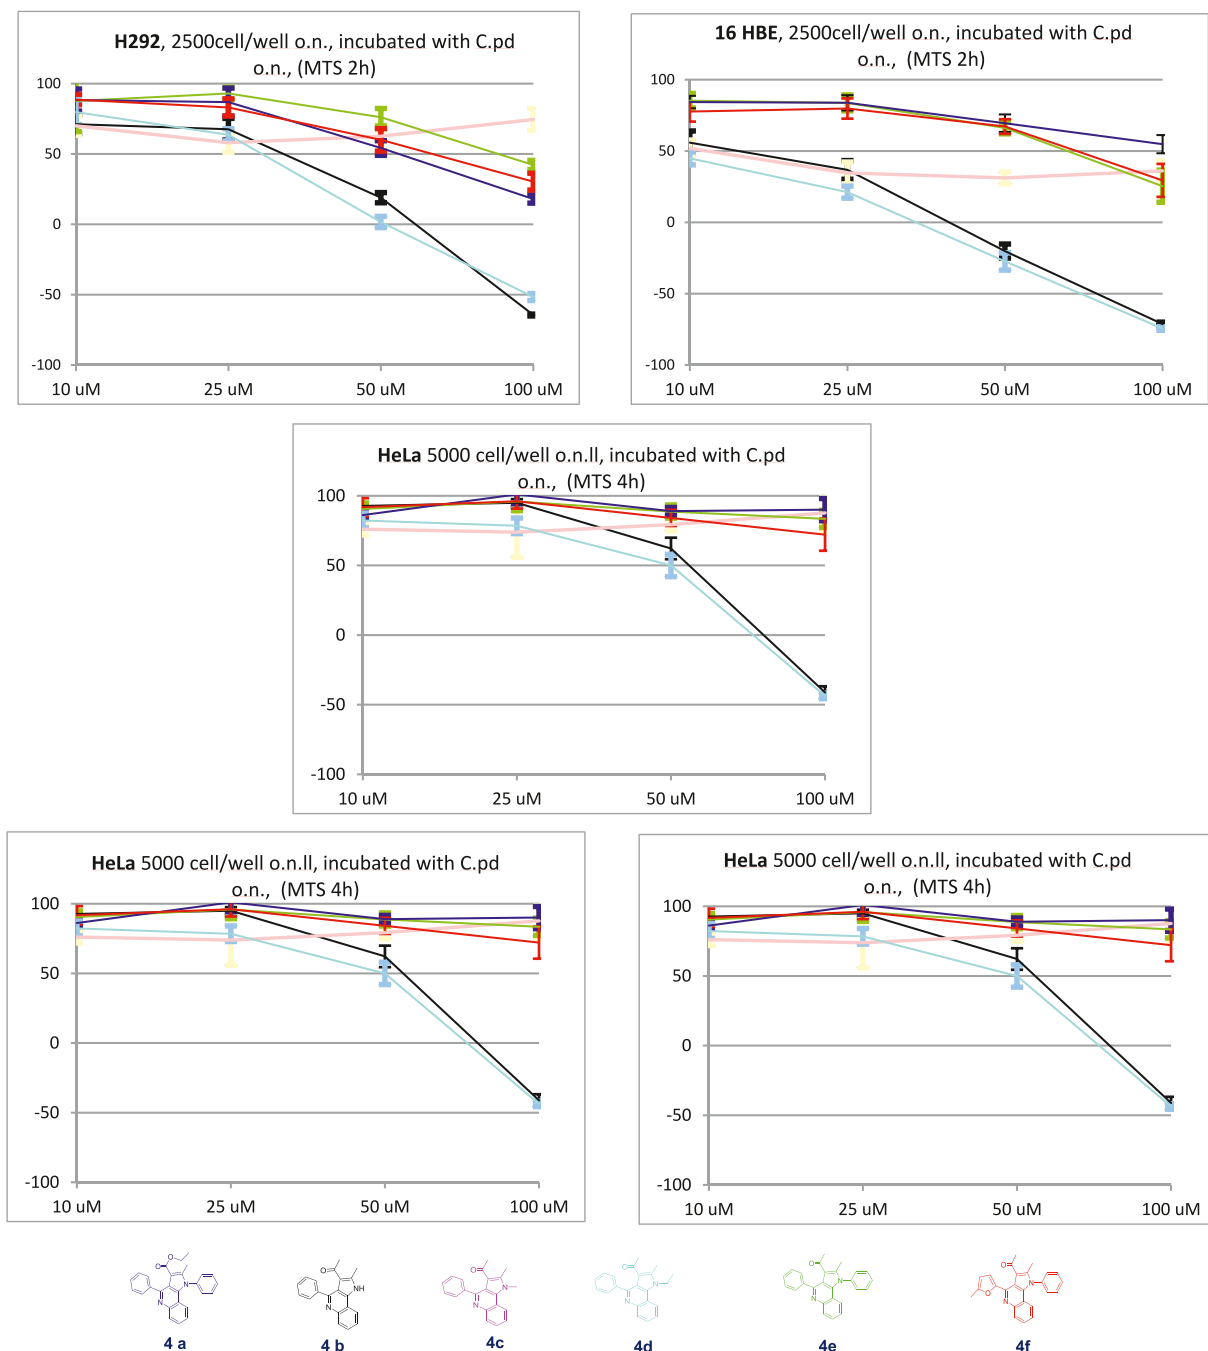 H292, 2500cell/well o.n., incubated with C.pd
o.n., (MTS 2h)
100
50
0
-50
-100
10 uM 25 uM 50 uM 100 uM
16 HBE, 2500cell/well o.n., incubated with C.pd
o.n., (MTS 2h)
100
50
0
-50
-100
10 uM 25 uM 50 uM 100 uM
HeLa 5000 cell/well o.n.ll, incubated with C.pd
o.n., (MTS 4h)
100
50
0
-50
-100
10 uM 25 uM 50 uM 100 uM
HeLa 5000 cell/well o.n.ll, incubated with C.pd
o.n., (MTS 4h)
100
50
0
-50
-100
10 uM 25 uM 50 uM 100 uM
HeLa 5000 cell/well o.n.ll, incubated with C.pd
o.n., (MTS 4h)
100
50
0
-50
-100
10 uM 25 uM 50 uM 100 uM
O O N N
O NH N
O N N
O N N
O N N
O O N N
4 a 4 b 4c 4d 4e 4f